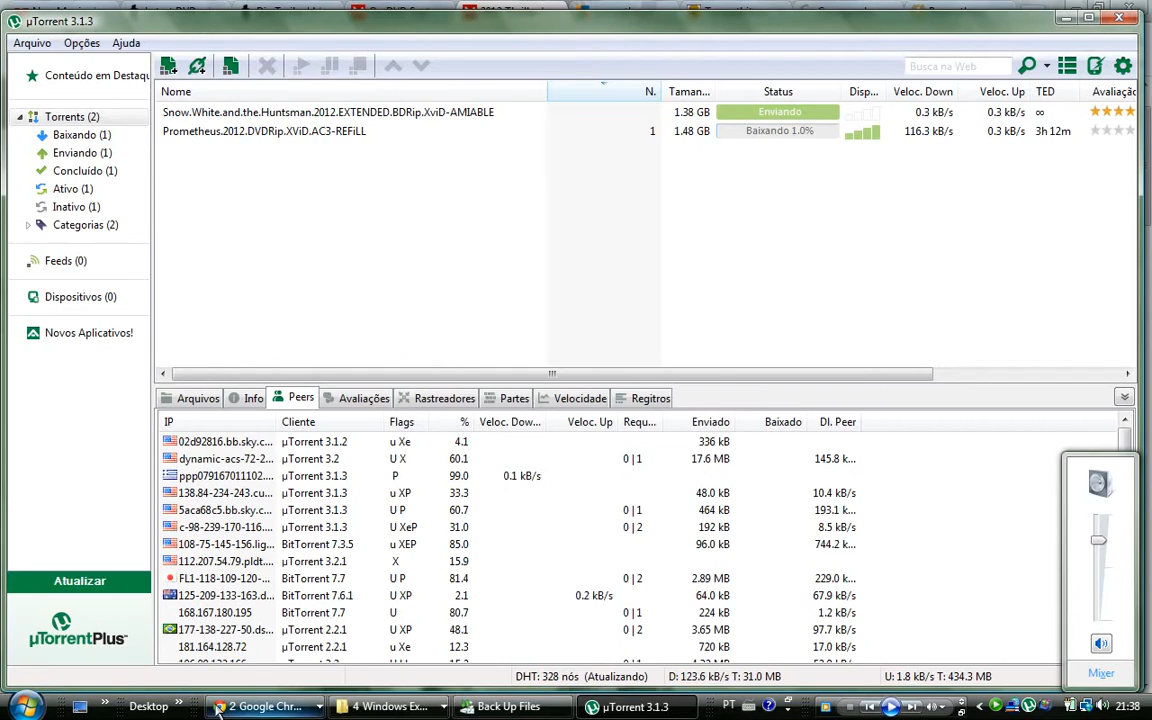 µTorrent 3.1.3
Arquivo Opções Ajuda
Busca na Web
Conteúdo em Destaqu
Torrents (2)
Baixando (1)
Enviando (1)
Concluído (1)
Ativo (1)
Inativo (1)
Categorias (2)
Feeds (0)
Dispositivos (0)
Novos Aplicativos!
Atualizar
µTorrentPlus
Nome N. Taman... Status Disp... Veloc. Down Veloc. Up TED Avaliação
Snow.White.and.the.Huntsman.2012.EXTENDED.BDRip.XviD-AMIABLE 1.38 GB Enviando 0.3 kB/s 0.3 kB/s ∞
Prometheus.2012.DVDRip.XViD.AC3-REFiLL 1 1.48 GB Baixando 1.0% 116.3 kB/s 0.3 kB/s 3h 12m
Arquivos Info Peers Avaliações Rastreadores Partes Velocidade Regitros
IP Cliente Flags % Veloc. Dow... Veloc. Up Requ... Enviado Baixado Dl. Peer
02d92816.bb.sky.c... µTorrent 3.1.2 u Xe 4.1 336 kB
dynamic-acs-72-2... µTorrent 3.2 U X 60.1 0|1 17.6 MB 145.8 k...
ppp079167011102... µTorrent 3.1.3 P 99.0 0.1 kB/s
138.84-234-243.cu... µTorrent 3.1.3 u XP 33.3 48.0 kB 10.4 kB/s
5aca68c5.bb.sky.c... µTorrent 3.1.3 U P 60.7 0|1 464 kB 193.1 k...
c-98-239-170-116.... µTorrent 3.1.3 U XeP 31.0 0|2 192 kB 8.5 kB/s
108-75-145-156.lig... BitTorrent 7.3.5 u XEP 85.0 96.0 kB 744.2 k...
112.207.54.79.pldt.... µTorrent 3.2.1 X 15.9
FL1-118-109-120-... BitTorrent 7.7 U P 81.4 0|2 2.89 MB 229.0 k...
125-209-133-163.d... BitTorrent 7.6.1 U XP 2.1 0.2 kB/s 64.0 kB 67.9 kB/s
168.167.180.195 BitTorrent 7.7 U 80.7 0|1 224 kB 1.2 kB/s
177-138-227-50.ds... µTorrent 2.2.1 U XP 48.1 0|2 3.65 MB 97.7 kB/s
181.164.128.72 µTorrent 2.2.1 u X 12.3 720 kB 17.0 kB/s
DHT: 328 nós (Atualizando) D: 123.6 kB/s T: 31.0 MB U: 1.8 kB/s T: 434.3 MB
Mixer
Desktop 2 Google Chr... 4 Windows Ex... Back Up Files µTorrent 3.1.3 PT 21:38